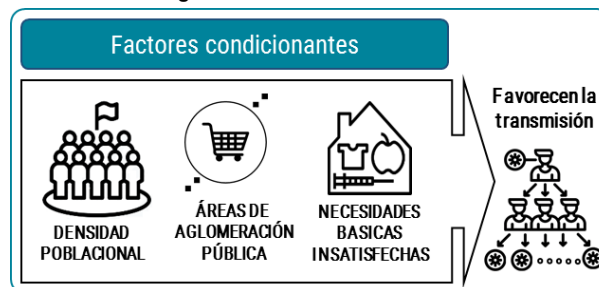 Factores condicionantes
Favorecen la
transmisión
DENSIDAD
POBLACIONAL
ÁREAS DE
AGLOMERACIÓN
PÚBLICA
NECESIDADES
BASICAS
INSATISFECHAS